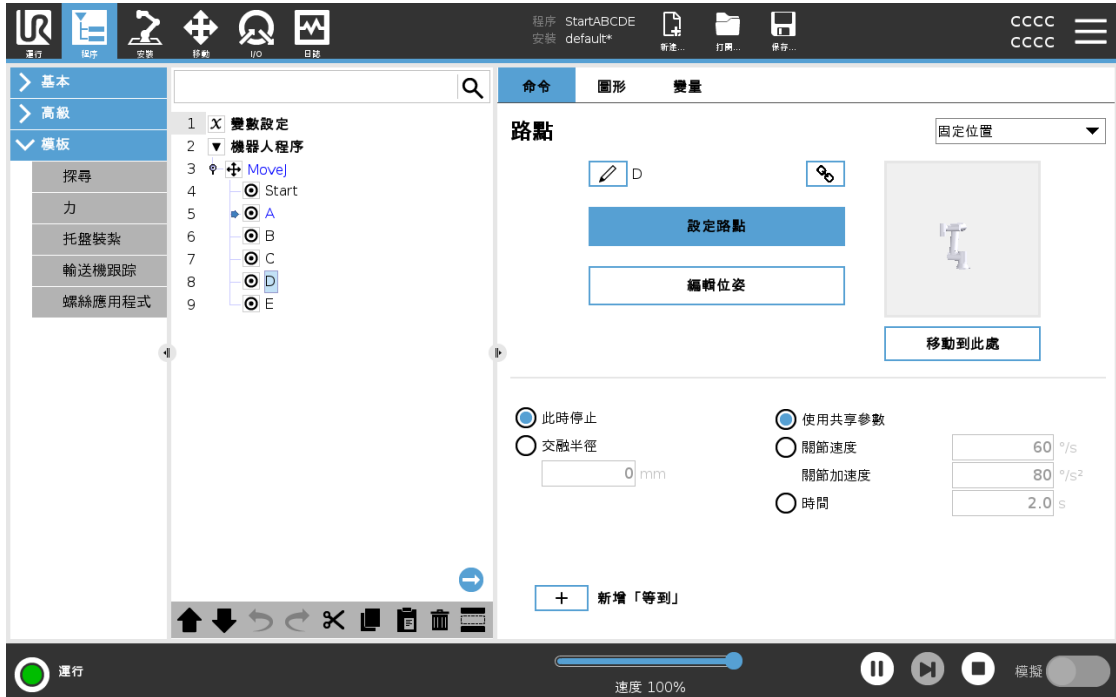 UR
運行
程序
安裝
移動
I/O
日誌
程序 StartABCDE
安裝 default*
新建...
打開...
保存...
CCCC
CCCC
基本
高級
模板
探尋
力
托盤裝紮
輸送機跟踪
螺絲應用程式
1 X 變數設定
2 機器人程序
3 MoveJ
4 Start
5 A
6 B
7 C
8 D
9 E
命令 圖形 變量
路點
固定位置
D
設定路點
編輯位姿
移動到此處
此時停止
交融半徑
0 mm
使用共享參數
關節速度 60 °/s
關節加速度 80 °/s²
時間 2.0 s
+ 新增「等到」
運行
速度 100%
模擬